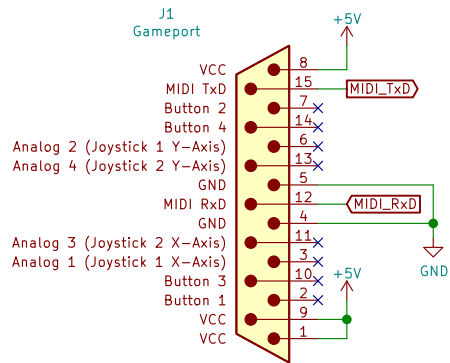 J1
Gameport
+5V
VCC 8
MIDI TxD 15 MIDI_TxD
Button 2 7
Button 4 14
Analog 2 (Joystick 1 Y-Axis) 6
Analog 4 (Joystick 2 Y-Axis) 13
GND 5
MIDI RxD 12 MIDI_RxD
GND 4
Analog 3 (Joystick 2 X-Axis) 11
Analog 1 (Joystick 1 X-Axis) 3
GND
Button 3 10
+5V
Button 1 2
VCC 9
VCC 1